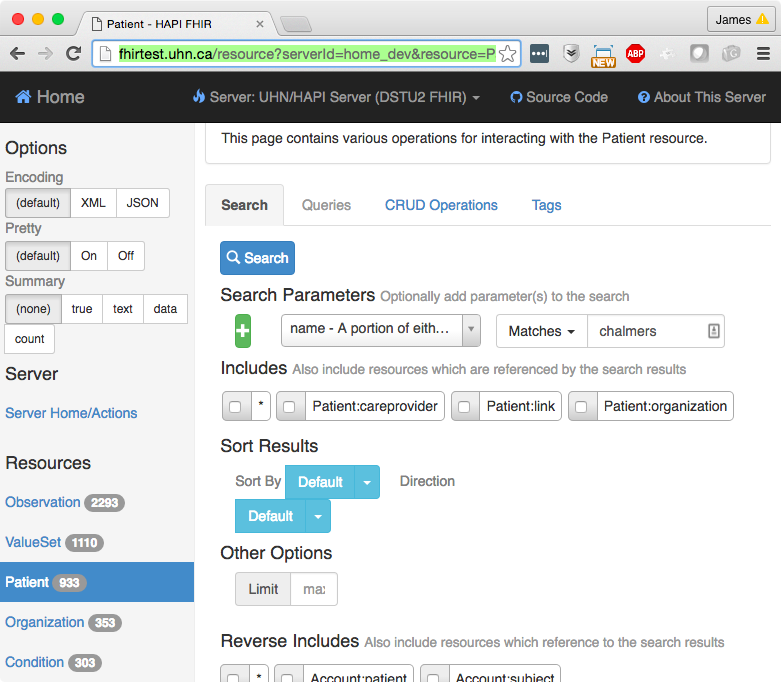 Patient - HAPI FHIR
James
fhirtest.uhn.ca/resource?serverId=home_dev&resource=P
NEW
ABP
Home
Server: UHN/HAPI Server (DSTU2 FHIR)
Source Code
About This Server
Options
Encoding
(default) XML JSON
Pretty
(default) On Off
Summary
(none) true text data
count
Server
Server Home/Actions
Resources
Observation 2293
ValueSet 1110
Patient 933
Organization 353
Condition 303
This page contains various operations for interacting with the Patient resource.
Search Queries CRUD Operations Tags
Search
Search Parameters Optionally add parameter(s) to the search
name - A portion of eith… Matches chalmers
Includes Also include resources which are referenced by the search results
* Patient:careprovider Patient:link Patient:organization
Sort Results
Sort By Default Direction
Default
Other Options
Limit max
Reverse Includes Also include resources which reference to the search results
* Account:patient Account:subject